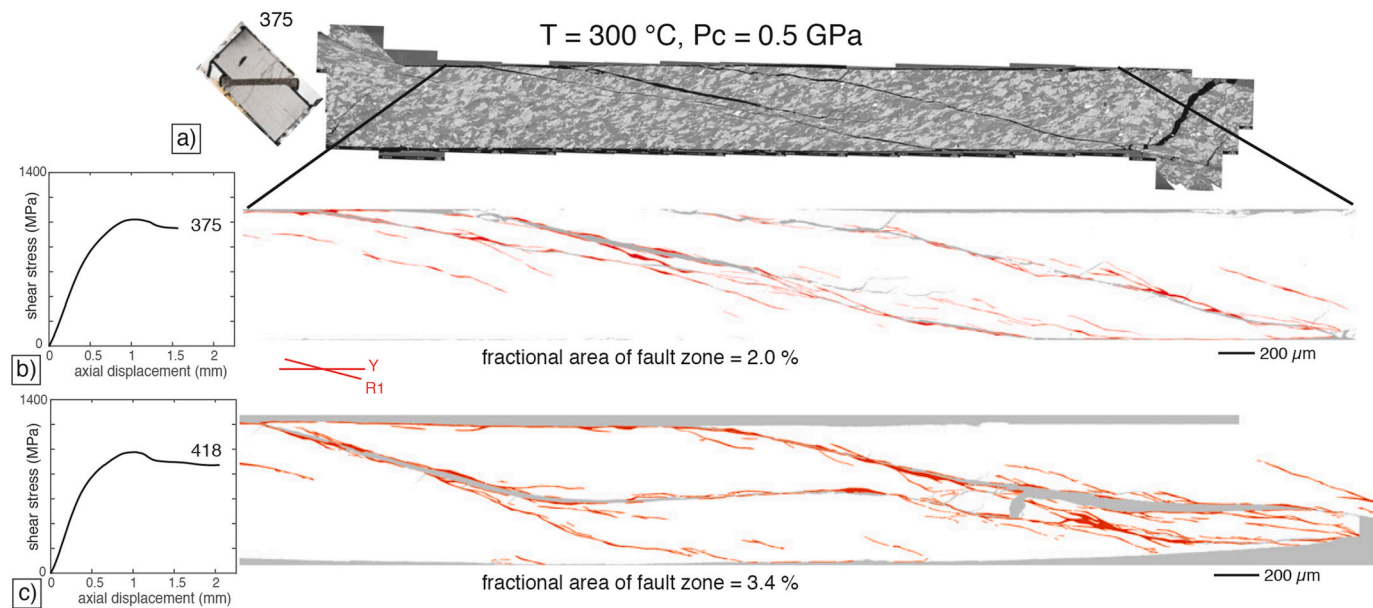 375
T = 300 °C, Pc = 0.5 GPa
a)
1400
shear stress (MPa)
375
0
0 0.5 1 1.5 2
axial displacement (mm)
b)
fractional area of fault zone = 2.0 %
200 µm
Y
R1
1400
shear stress (MPa)
418
0
0 0.5 1 1.5 2
axial displacement (mm)
c)
fractional area of fault zone = 3.4 %
200 µm